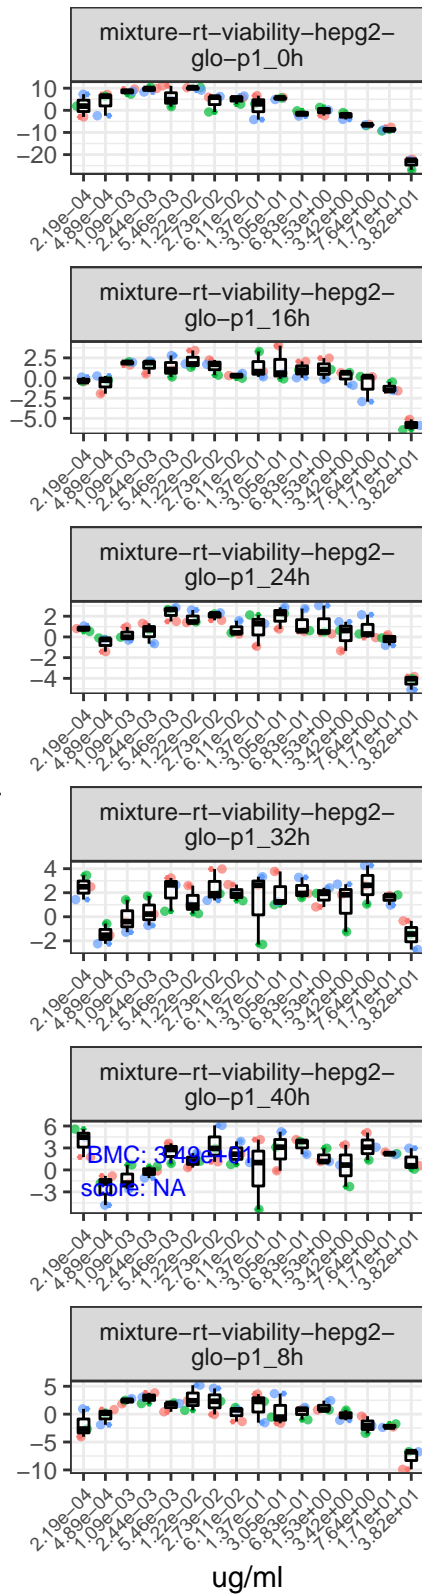 mixture−rt−viability−hepg2−
glo−p1_0h
10
0
−10
−20
2.19e−04
4.89e−04
1.09e−03
2.44e−03
5.46e−03
1.22e−02
2.73e−02
6.11e−02
1.37e−01
3.05e−01
6.83e−01
1.53e+00
3.42e+00
7.64e+00
1.71e+01
3.82e+01
mixture−rt−viability−hepg2−
glo−p1_16h
2.5
0.0
−2.5
−5.0
2.19e−04
4.89e−04
1.09e−03
2.44e−03
5.46e−03
1.22e−02
2.73e−02
6.11e−02
1.37e−01
3.05e−01
6.83e−01
1.53e+00
3.42e+00
7.64e+00
1.71e+01
3.82e+01
mixture−rt−viability−hepg2−
glo−p1_24h
2
0
−2
−4
2.19e−04
4.89e−04
1.09e−03
2.44e−03
5.46e−03
1.22e−02
2.73e−02
6.11e−02
1.37e−01
3.05e−01
6.83e−01
1.53e+00
3.42e+00
7.64e+00
1.71e+01
3.82e+01
mixture−rt−viability−hepg2−
glo−p1_32h
4
2
0
−2
2.19e−04
4.89e−04
1.09e−03
2.44e−03
5.46e−03
1.22e−02
2.73e−02
6.11e−02
1.37e−01
3.05e−01
6.83e−01
1.53e+00
3.42e+00
7.64e+00
1.71e+01
3.82e+01
mixture−rt−viability−hepg2−
glo−p1_40h
6
3
0
−3
BMC: 3.49e+01
score: NA
2.19e−04
4.89e−04
1.09e−03
2.44e−03
5.46e−03
1.22e−02
2.73e−02
6.11e−02
1.37e−01
3.05e−01
6.83e−01
1.53e+00
3.42e+00
7.64e+00
1.71e+01
3.82e+01
mixture−rt−viability−hepg2−
glo−p1_8h
5
0
−5
−10
2.19e−04
4.89e−04
1.09e−03
2.44e−03
5.46e−03
1.22e−02
2.73e−02
6.11e−02
1.37e−01
3.05e−01
6.83e−01
1.53e+00
3.42e+00
7.64e+00
1.71e+01
3.82e+01
ug/ml